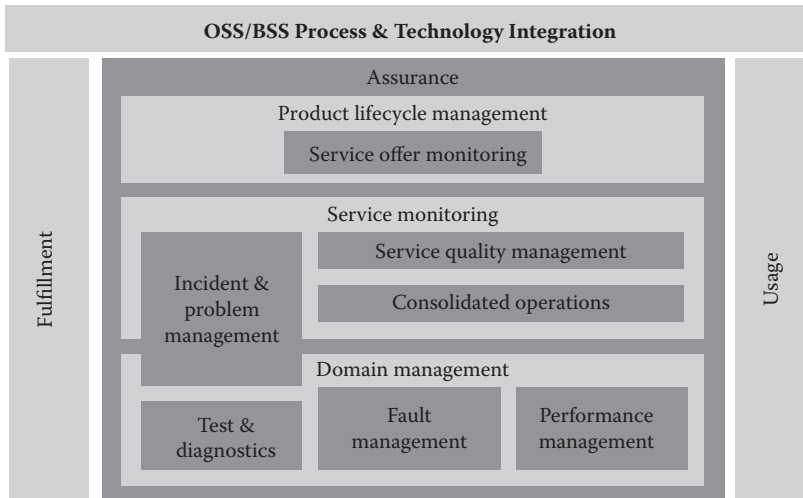 OSS/BSS Process & Technology Integration
Fulfillment
Assurance
Product lifecycle management
Service offer monitoring
Service monitoring
Incident &
problem
management
Service quality management
Consolidated operations
Domain management
Test &
diagnostics
Fault
management
Performance
management
Usage